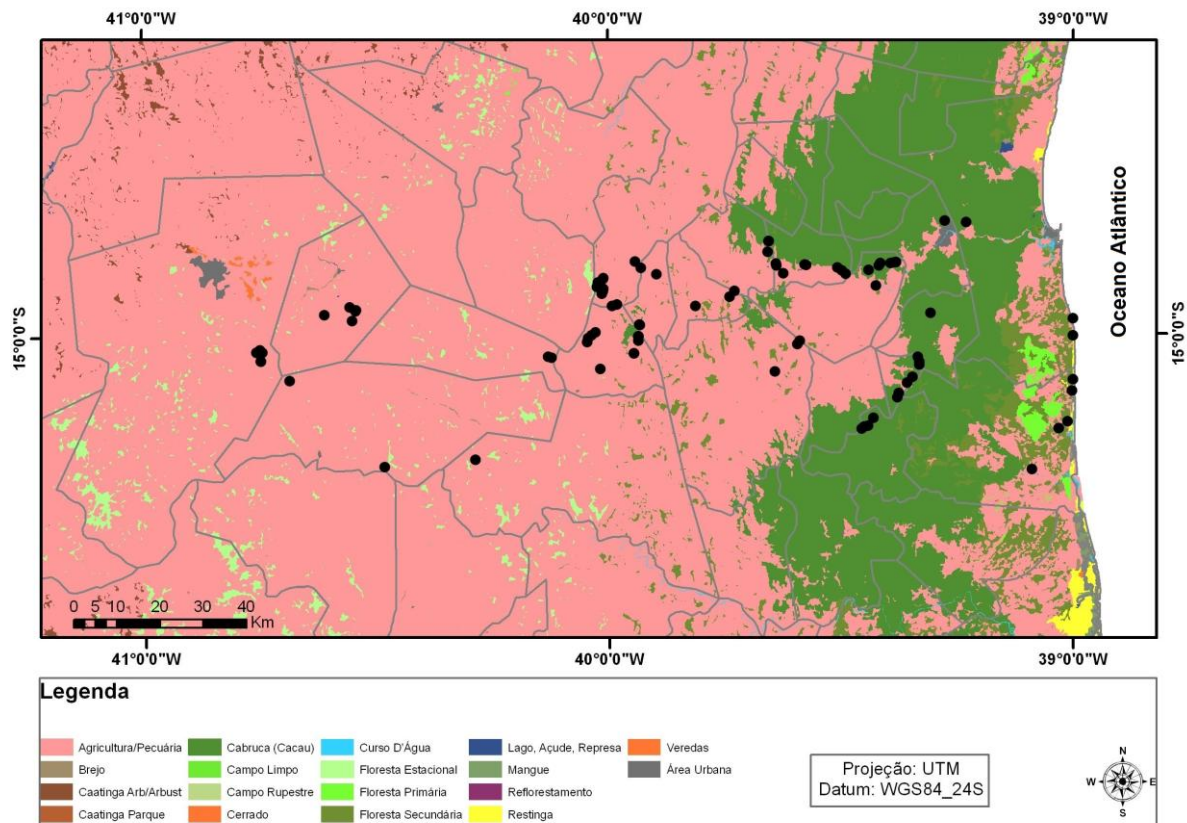 41°0'0"W 40°0'0"W 39°0'0"W
Oceano Atlântico
15°0'0"S
15°0'0"S
0 5 10 20 30 40
Km
41°0'0"W 40°0'0"W 39°0'0"W
Legenda
Agricultura/Pecuária
Brejo
Caatinga Arb/Arbust
Caatinga Parque
Cabruca (Cacau)
Campo Limpo
Campo Rupestre
Cerrado
Curso D'Água
Floresta Estacional
Floresta Primária
Floresta Secundária
Lago, Açude, Represa
Mangue
Reflorestamento
Restinga
Veredas
Área Urbana
Projeção: UTM
Datum: WGS84_24S
N
W E
S